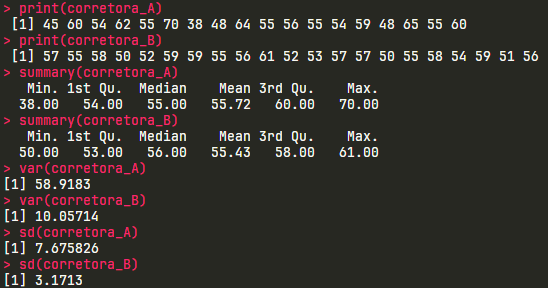 > print(corretora_A)
[1] 45 60 54 62 55 70 38 48 64 55 56 55 54 59 48 65 55 60
> print(corretora_B)
[1] 57 55 58 50 52 59 59 55 56 61 52 53 57 57 50 55 58 54 59 51 56
> summary(corretora_A)
Min. 1st Qu. Median Mean 3rd Qu. Max.
38.00 54.00 55.00 55.72 60.00 70.00
> summary(corretora_B)
Min. 1st Qu. Median Mean 3rd Qu. Max.
50.00 53.00 56.00 55.43 58.00 61.00
> var(corretora_A)
[1] 58.9183
> var(corretora_B)
[1] 10.05714
> sd(corretora_A)
[1] 7.675826
> sd(corretora_B)
[1] 3.1713